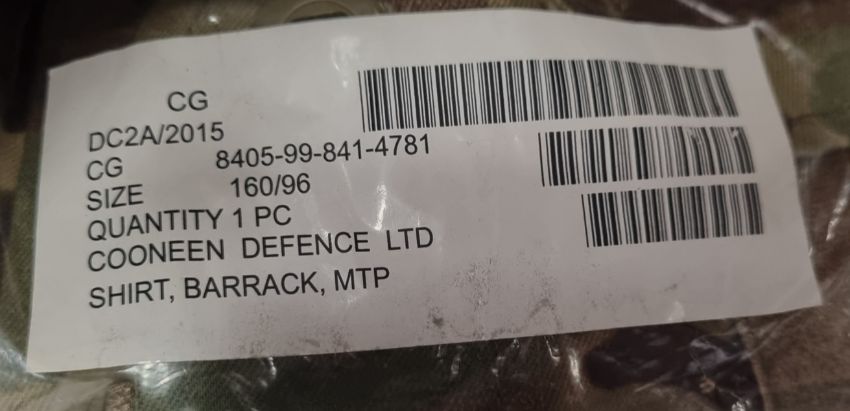 CG
DC2A/2015
CG 8405-99-841-4781
SIZE 160/96
QUANTITY 1 PC
COONEEN DEFENCE LTD
SHIRT, BARRACK, MTP